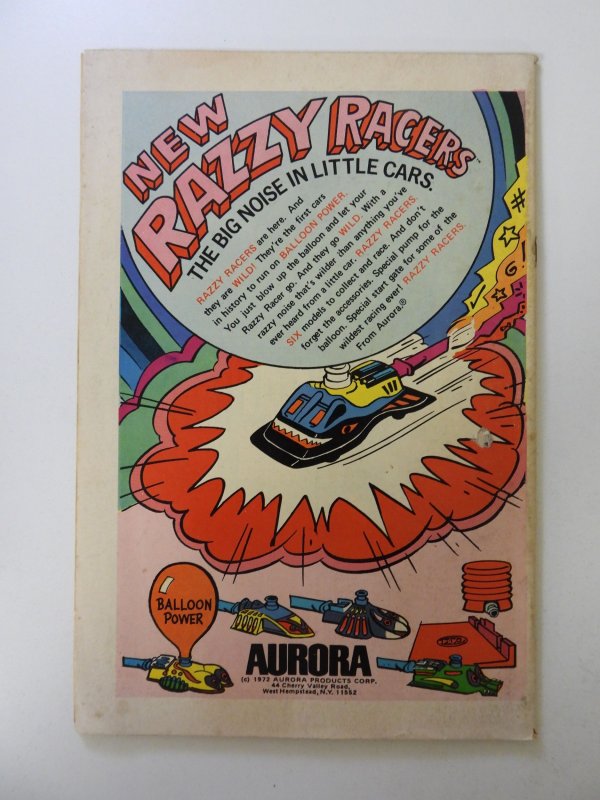 NEW
RAZZY RACERS™
THE BIG NOISE IN LITTLE CARS.
RAZZY RACERS are here. And
they are WILD! They're the first cars
in history to run on BALLOON POWER.
You just blow up the balloon and let your
Razzy Racer go. And they go WILD. With a
razzy noise that's wilder than anything you've
ever heard from a little car. RAZZY RACERS.
SIX models to collect and race. And don't
forget the accessories. Special pump for the
balloon. Special start gate for some of the
wildest racing ever! RAZZY RACERS.
From Aurora.®
BALLOON
POWER
AURORA
(c) 1972 AURORA PRODUCTS CORP.
44 Cherry Valley Road,
West Hempstead, N.Y. 11552